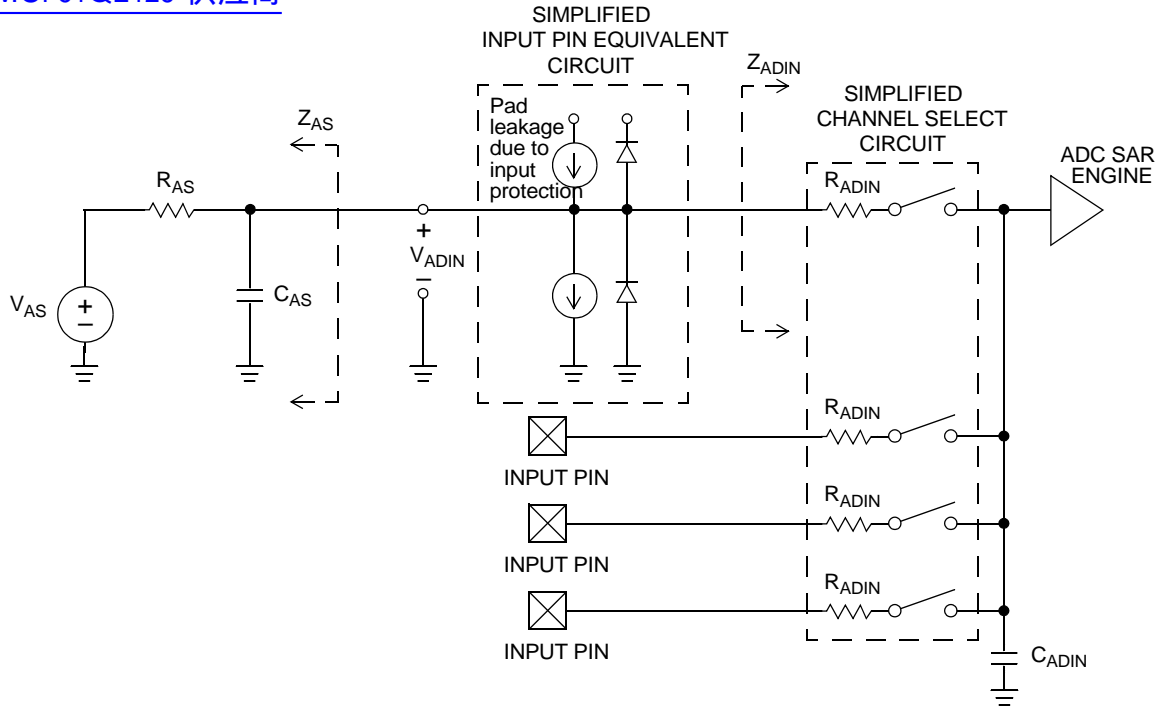 SIMPLIFIED
INPUT PIN EQUIVALENT
CIRCUIT
ZADIN
SIMPLIFIED
CHANNEL SELECT
CIRCUIT
ADC SAR
ENGINE
Pad
leakage
due to
input
protection
ZAS
RAS
RADIN
+
VADIN
–
CAS
VAS
+
–
RADIN
INPUT PIN
RADIN
INPUT PIN
RADIN
INPUT PIN
CADIN